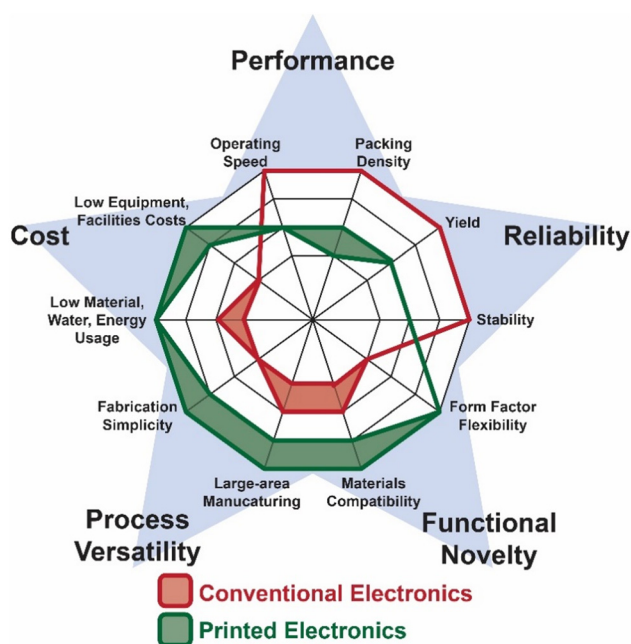 Performance
Operating
Speed
Packing
Density
Low Equipment,
Facilities Costs
Yield
Cost
Reliability
Low Material,
Water, Energy
Usage
Stability
Fabrication
Simplicity
Form Factor
Flexibility
Large-area
Manucaturing
Materials
Compatibility
Process
Versatility
Functional
Novelty
Conventional Electronics
Printed Electronics